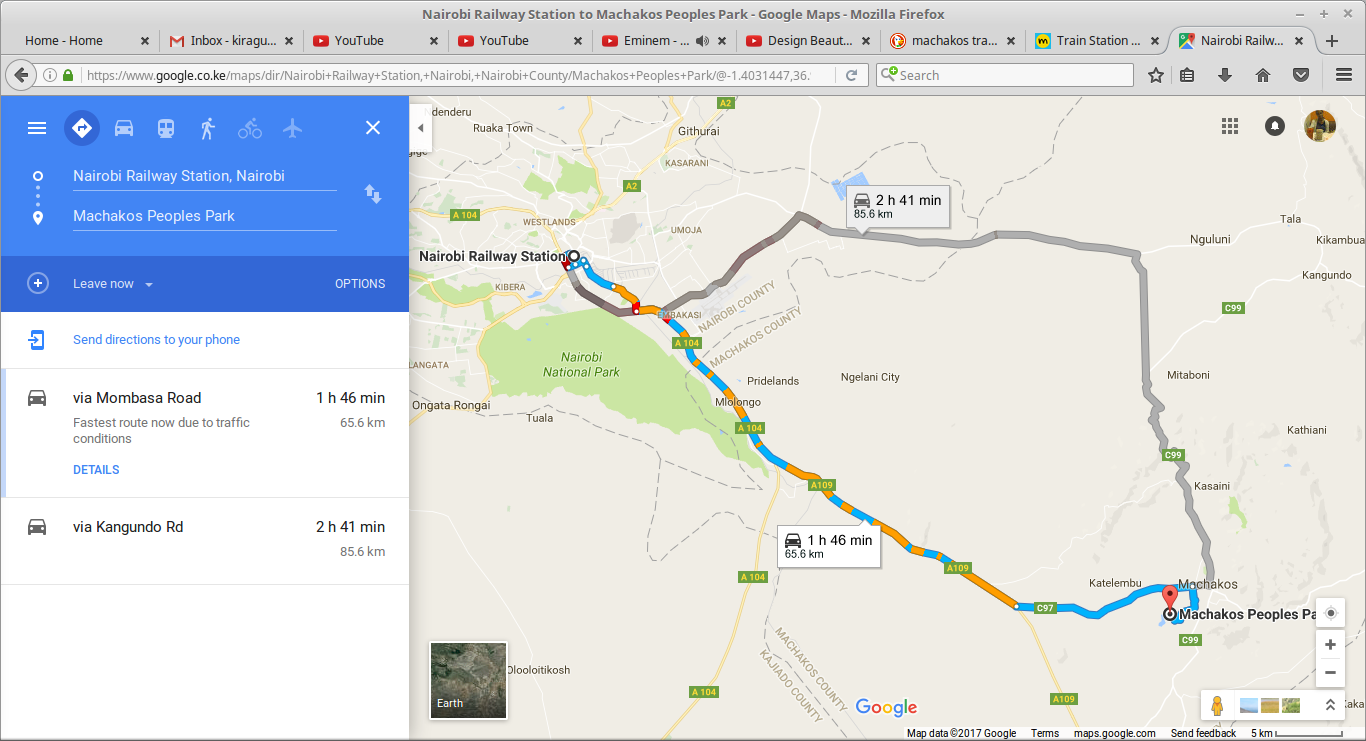 Nairobi Railway Station to Machakos Peoples Park - Google Maps - Mozilla Firefox
Home - Home
Inbox - kiragu...
YouTube
YouTube
Eminem - ...
Design Beaut...
machakos tra...
Train Station ...
Nairobi Railw...
https://www.google.co.ke/maps/dir/Nairobi+Railway+Station,+Nairobi,+Nairobi+County/Machakos+Peoples+Park/@-1.4031447,36.
Search
Nairobi Railway Station, Nairobi
Machakos Peoples Park
Leave now
OPTIONS
Send directions to your phone
via Mombasa Road
1 h 46 min
Fastest route now due to traffic
65.6 km
conditions
DETAILS
via Kangundo Rd
2 h 41 min
85.6 km
Ndenderu
A2
Ruaka Town
Githurai
KASARANI
A2
2 h 41 min
85.6 km
A 104
WESTLANDS
UMOJA
Tala
Nguluni
Kikambua
Nairobi Railway Station
Kangundo
KIBERA
NAIROBI COUNTY
MACHAKOS COUNTY
C99
EMBAKASI
A 104
Nairobi
National Park
LANGATA
Pridelands
Ngelani City
Mitaboni
Ongata Rongai
Tuala
Mlolongo
A 104
Kathiani
C99
A109
Kasaini
1 h 46 min
65.6 km
A109
A 104
Katelembu
Machakos
C97
Machakos Peoples Pa
C99
MACHAKOS COUNTY
KAJIADO COUNTY
Olooloitikosh
A 104
A109
Kaka
Earth
Google
Map data ©2017 Google
Terms
maps.google.com
Send feedback
5 km